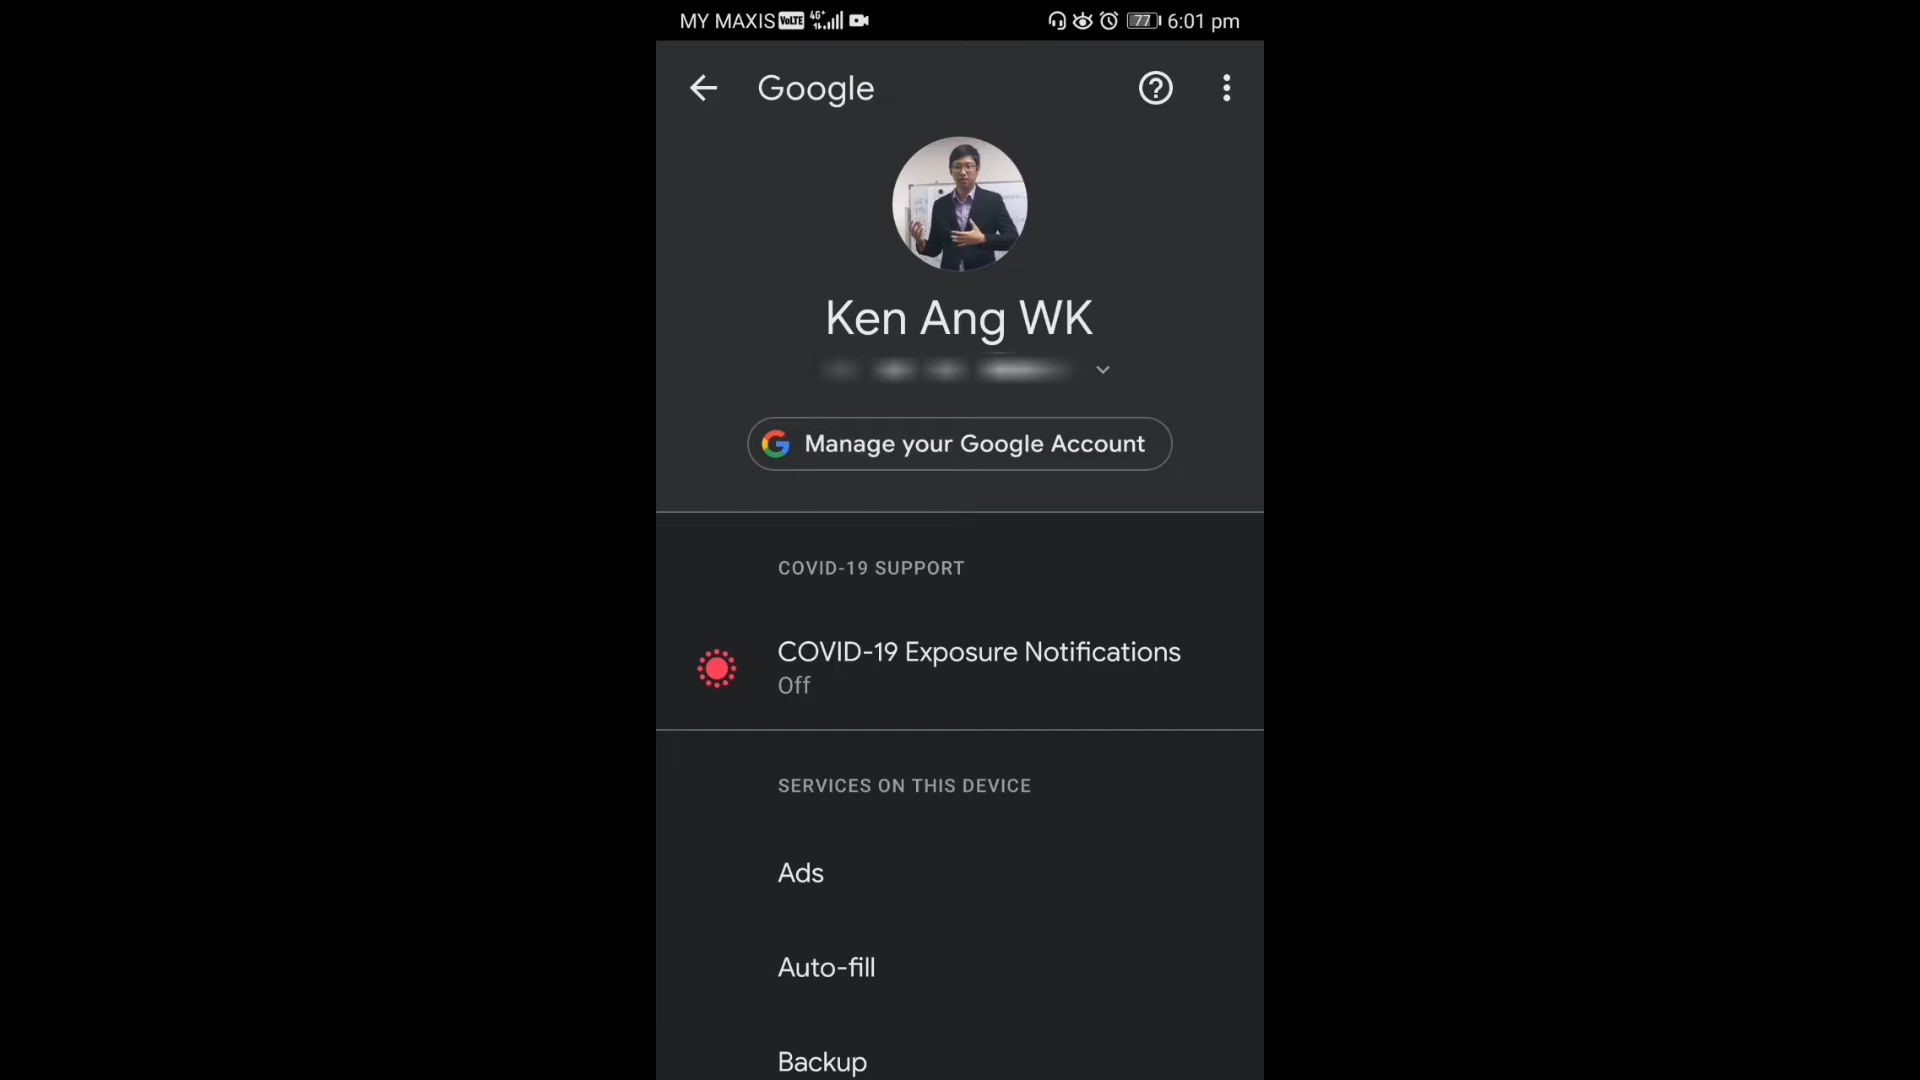 MY MAXIS VoLTE 4G+ 77 6:01 pm
Google
Ken Ang WK
Manage your Google Account
COVID-19 SUPPORT
COVID-19 Exposure Notifications
Off
SERVICES ON THIS DEVICE
Ads
Auto-fill
Backup